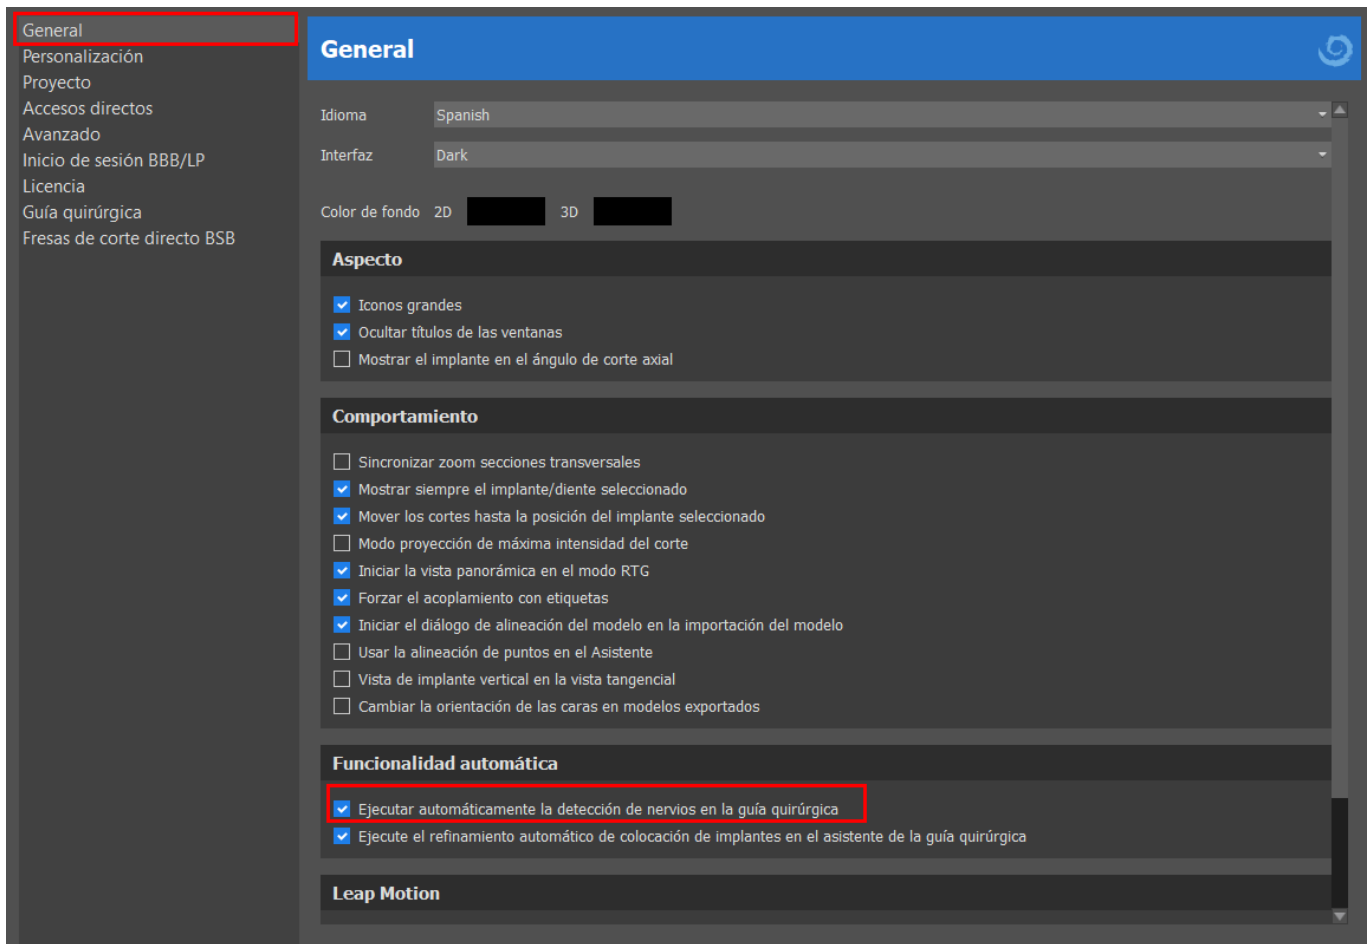 General
Personalización
Proyecto
Accesos directos
Avanzado
Inicio de sesión BBB/LP
Licencia
Guía quirúrgica
Fresas de corte directo BSB
General
Idioma Spanish
Interfaz Dark
Color de fondo 2D 3D
Aspecto
Iconos grandes
Ocultar títulos de las ventanas
Mostrar el implante en el ángulo de corte axial
Comportamiento
Sincronizar zoom secciones transversales
Mostrar siempre el implante/diente seleccionado
Mover los cortes hasta la posición del implante seleccionado
Modo proyección de máxima intensidad del corte
Iniciar la vista panorámica en el modo RTG
Forzar el acoplamiento con etiquetas
Iniciar el diálogo de alineación del modelo en la importación del modelo
Usar la alineación de puntos en el Asistente
Vista de implante vertical en la vista tangencial
Cambiar la orientación de las caras en modelos exportados
Funcionalidad automática
Ejecutar automáticamente la detección de nervios en la guía quirúrgica
Ejecute el refinamiento automático de colocación de implantes en el asistente de la guía quirúrgica
Leap Motion